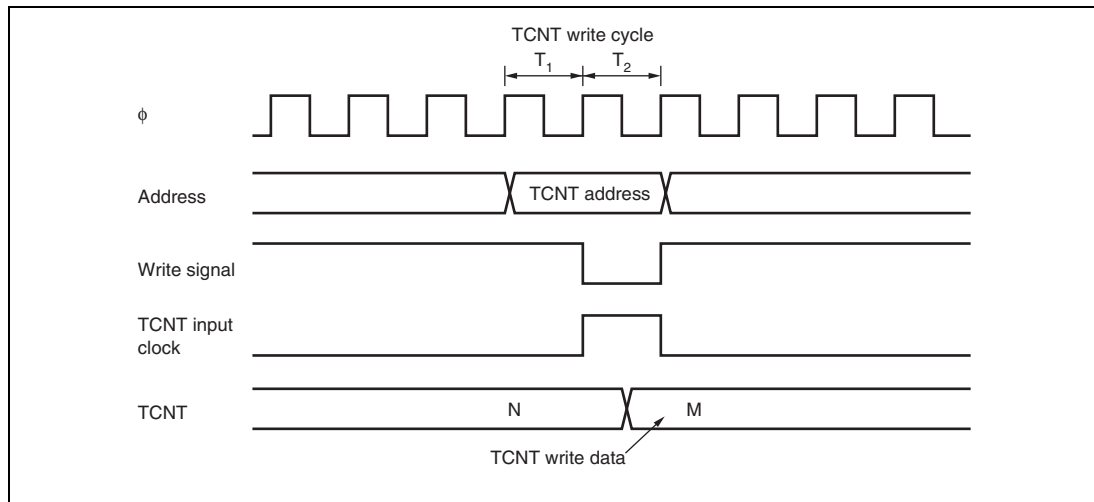 TCNT write cycle
T1 T2
ϕ
Address
TCNT address
Write signal
TCNT input
clock
TCNT
N
M
TCNT write data